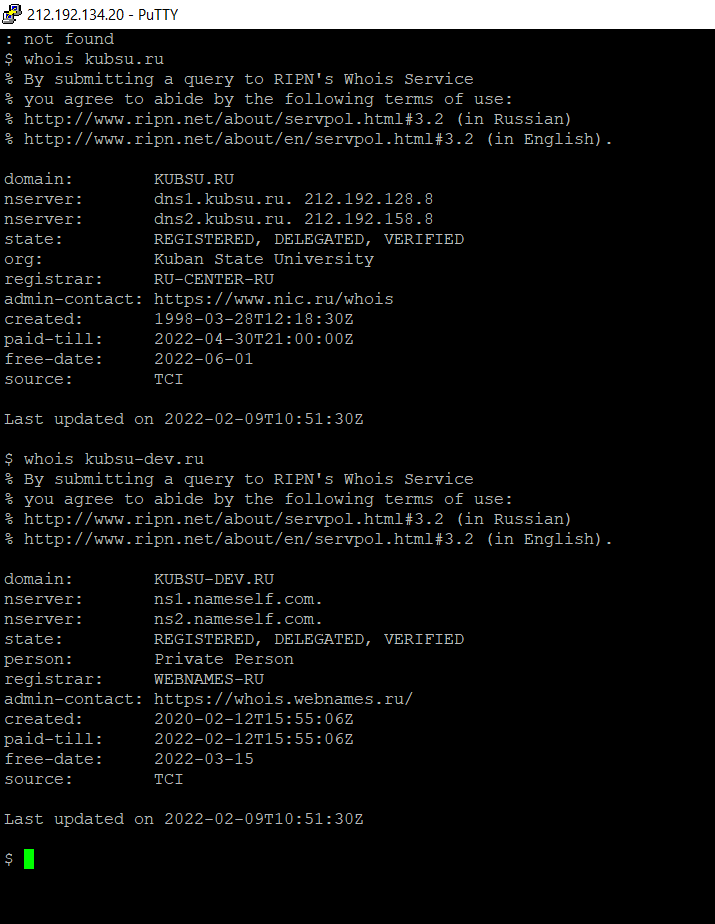 212.192.134.20 - PuTTY
: not found
$ whois kubsu.ru
% By submitting a query to RIPN's Whois Service
% you agree to abide by the following terms of use:
% http://www.ripn.net/about/servpol.html#3.2 (in Russian)
% http://www.ripn.net/about/en/servpol.html#3.2 (in English).

domain:        KUBSU.RU
nserver:       dns1.kubsu.ru. 212.192.128.8
nserver:       dns2.kubsu.ru. 212.192.158.8
state:         REGISTERED, DELEGATED, VERIFIED
org:           Kuban State University
registrar:     RU-CENTER-RU
admin-contact: https://www.nic.ru/whois
created:       1998-03-28T12:18:30Z
paid-till:     2022-04-30T21:00:00Z
free-date:     2022-06-01
source:        TCI

Last updated on 2022-02-09T10:51:30Z

$ whois kubsu-dev.ru
% By submitting a query to RIPN's Whois Service
% you agree to abide by the following terms of use:
% http://www.ripn.net/about/servpol.html#3.2 (in Russian)
% http://www.ripn.net/about/en/servpol.html#3.2 (in English).

domain:        KUBSU-DEV.RU
nserver:       ns1.nameself.com.
nserver:       ns2.nameself.com.
state:         REGISTERED, DELEGATED, VERIFIED
person:        Private Person
registrar:     WEBNAMES-RU
admin-contact: https://whois.webnames.ru/
created:       2020-02-12T15:55:06Z
paid-till:     2022-02-12T15:55:06Z
free-date:     2022-03-15
source:        TCI

Last updated on 2022-02-09T10:51:30Z

$